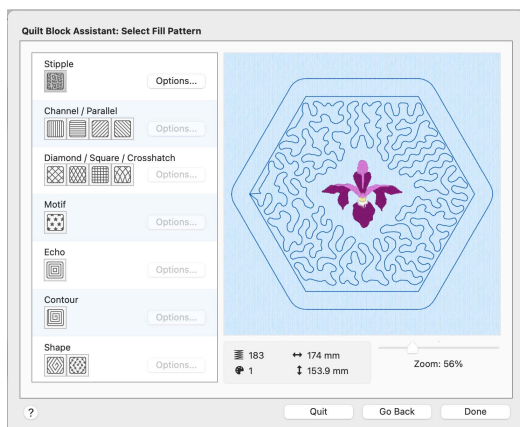 Quilt Block Assistant: Select Fill Pattern
Stipple
Options...
Channel / Parallel
Options...
Diamond / Square / Crosshatch
Options...
Motif
Options...
Echo
Options...
Contour
Options...
Shape
Options...
183 ↔ 174 mm
1 ↕ 153.9 mm
Zoom: 56%
? Quit Go Back Done